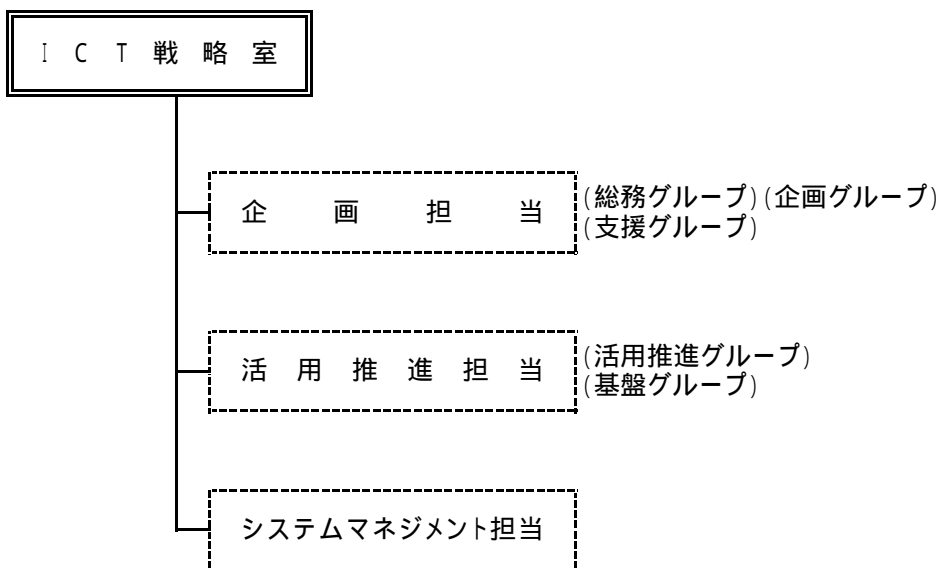 ICT戦略室
企画担当
(総務グループ)(企画グループ)
(支援グループ)
活用推進担当
(活用推進グループ)
(基盤グループ)
システムマネジメント担当